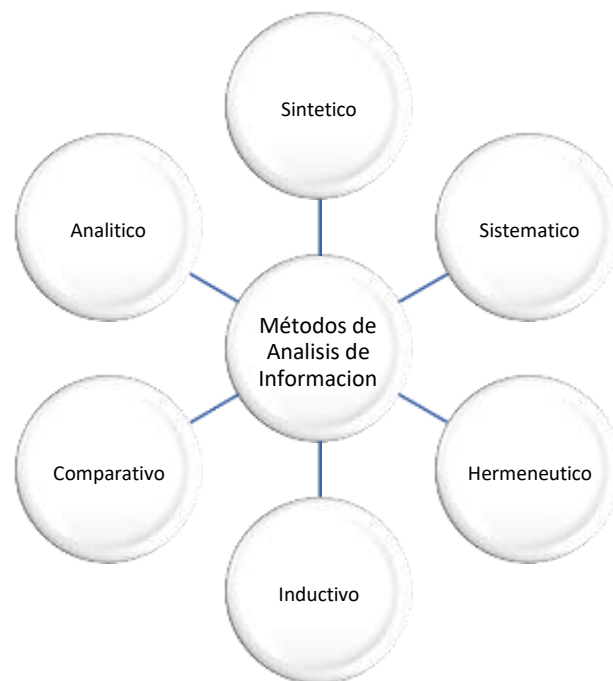 Sintetico
Analitico
Sistematico
Métodos de
Analisis de
Informacion
Comparativo
Hermeneutico
Inductivo